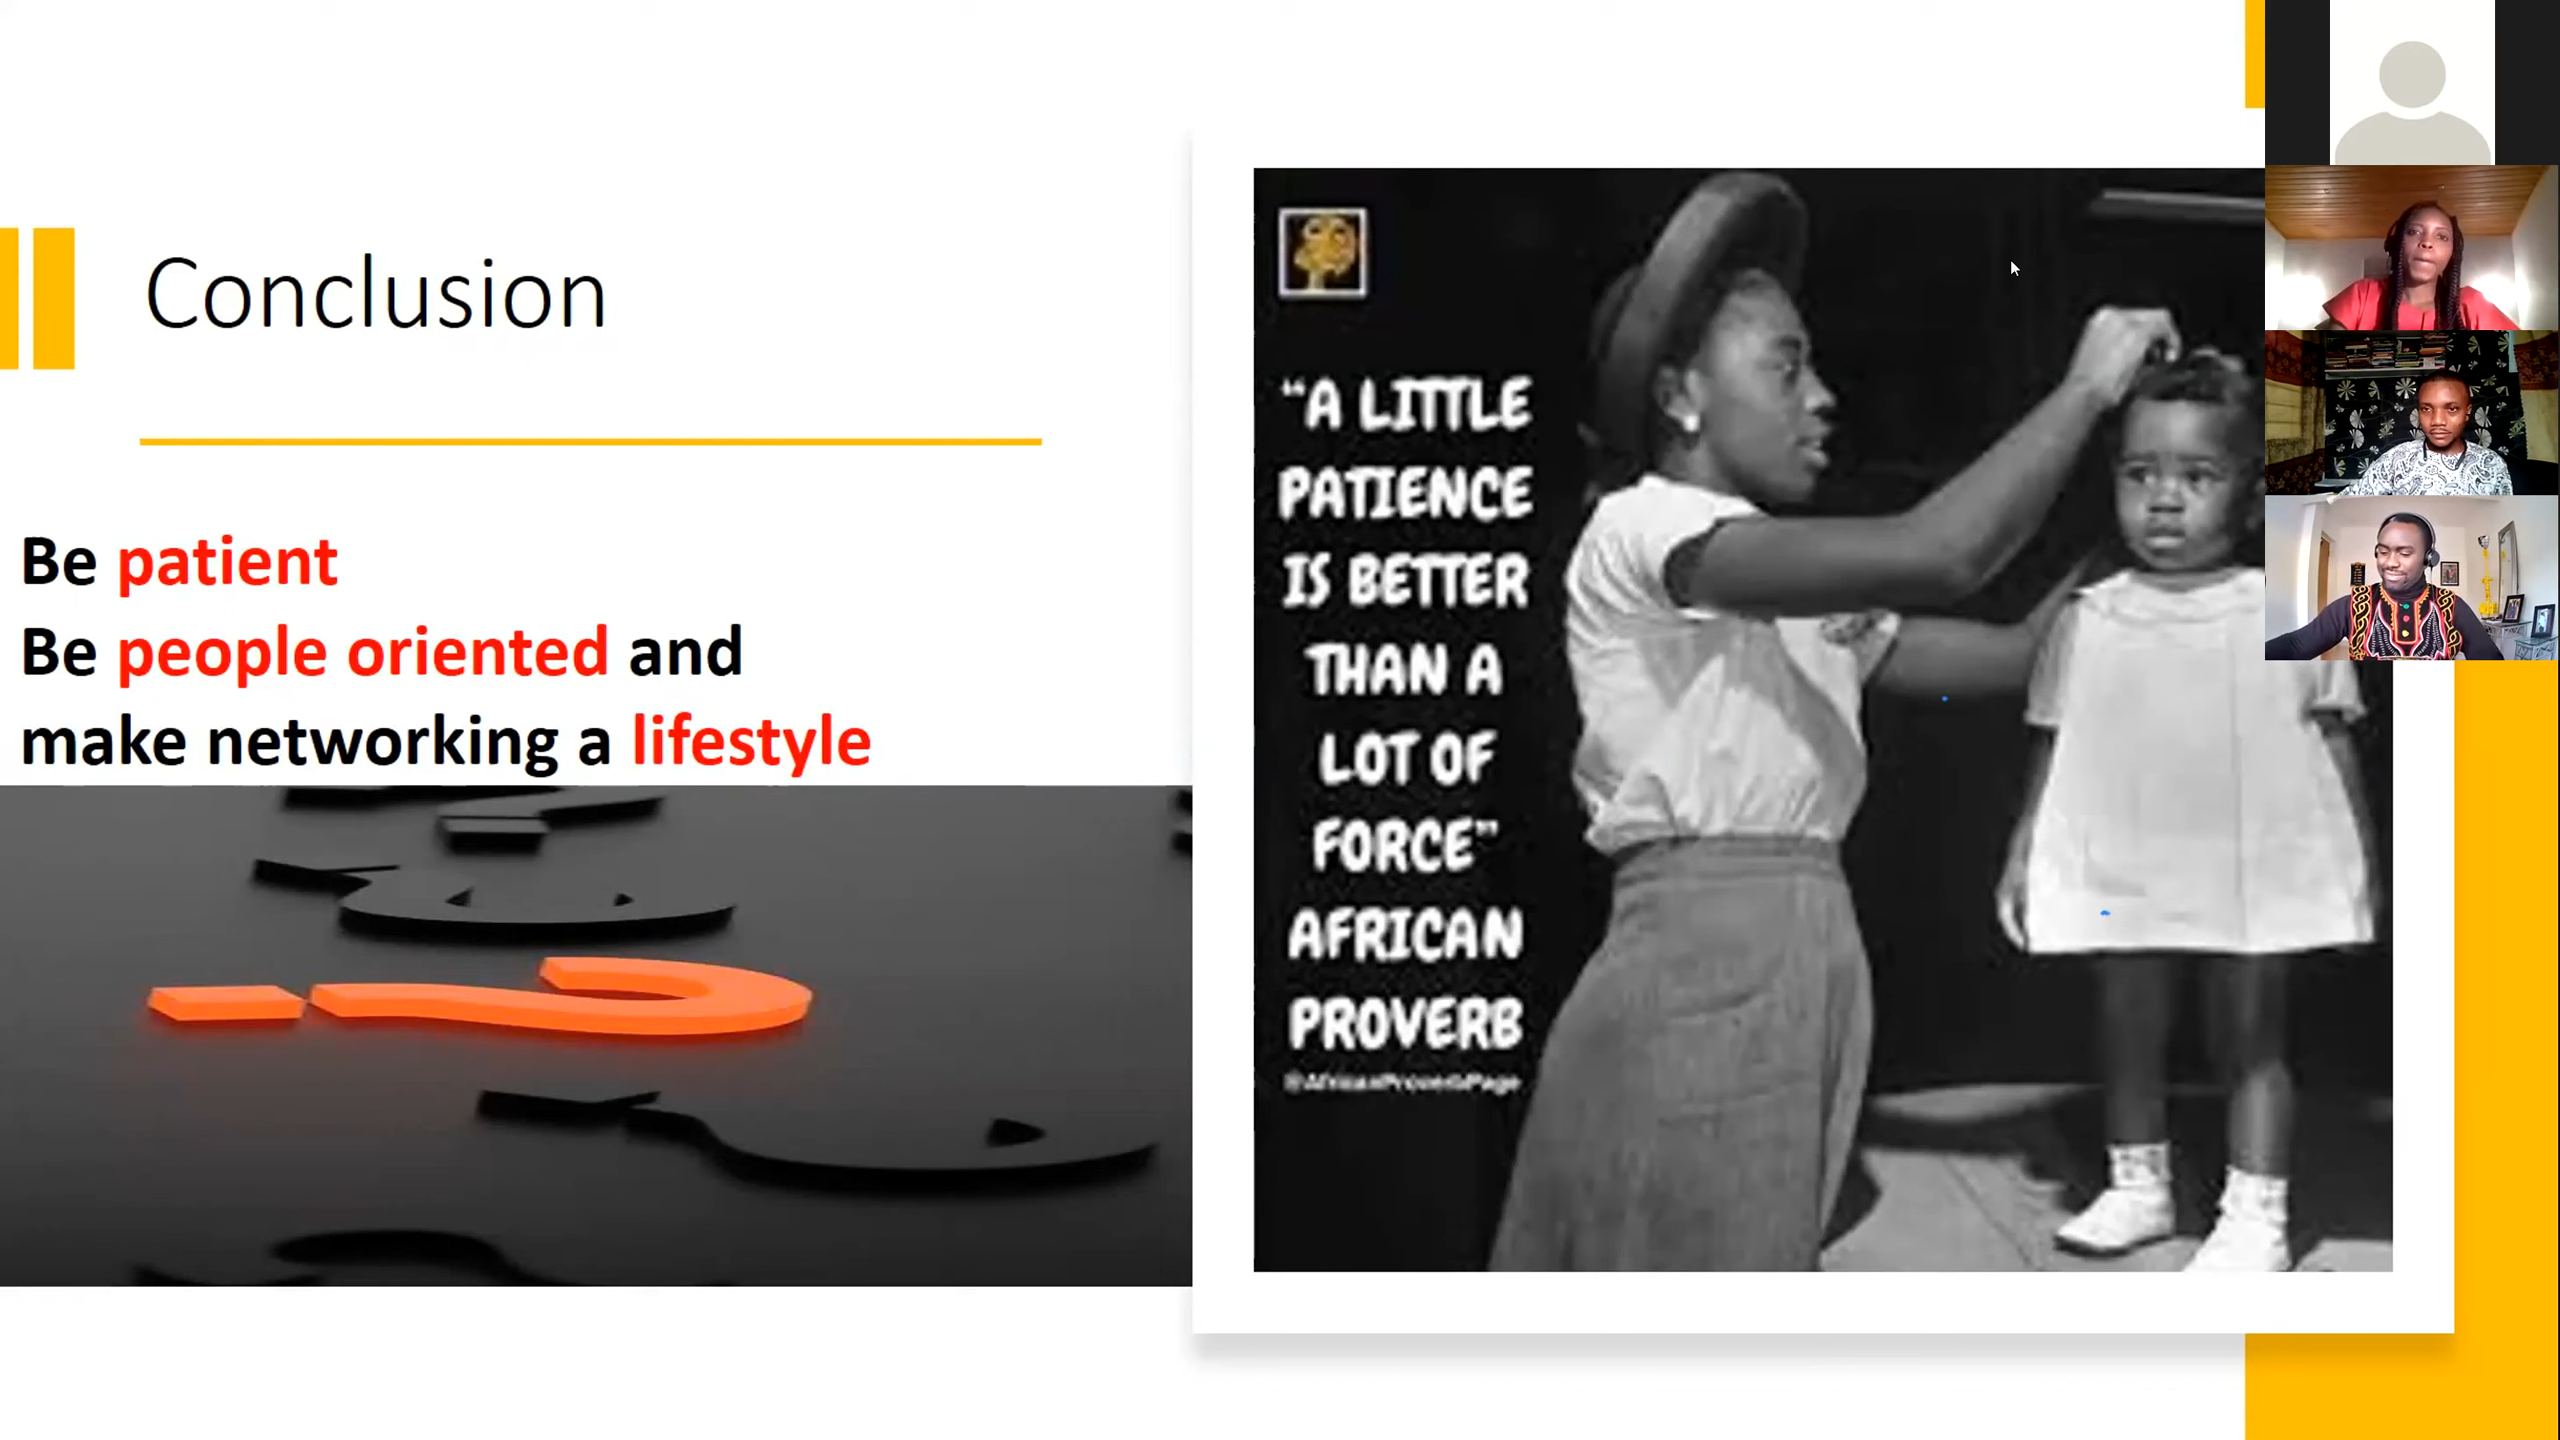 Conclusion
Be patient
Be people oriented and
make networking a lifestyle
“A LITTLE
PATIENCE
IS BETTER
THAN A
LOT OF
FORCE”
AFRICAN
PROVERB
@AfricanProverbPage